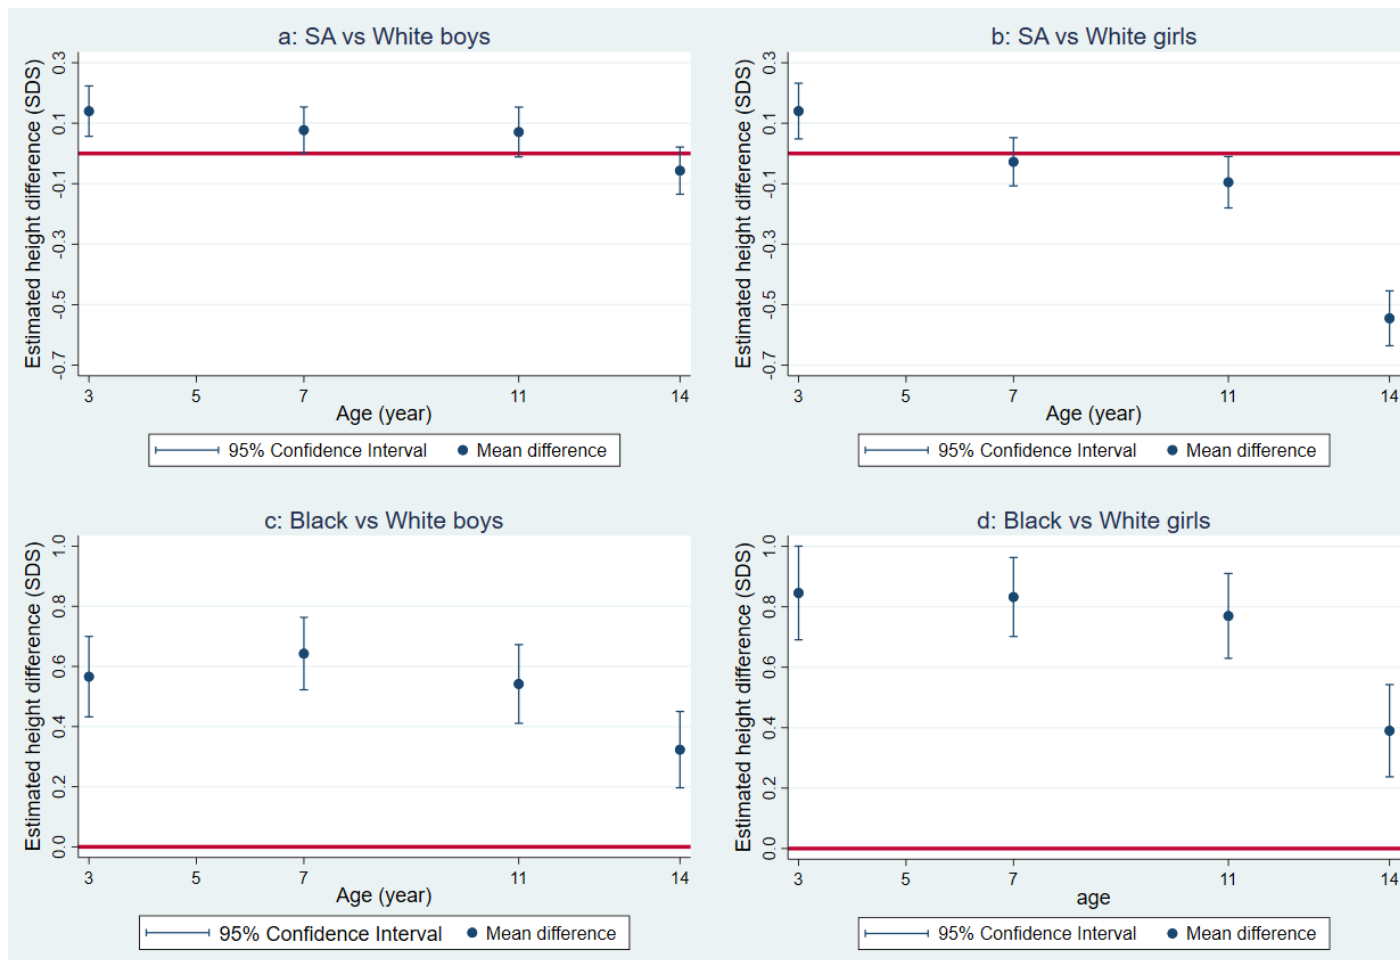 a: SA vs White boys
Estimated height difference (SDS)
0.3
0.1
-0.1
-0.3
-0.5
-0.7
3 5 7 11 14
Age (year)
95% Confidence Interval Mean difference
b: SA vs White girls
Estimated height difference (SDS)
0.3
0.1
-0.1
-0.3
-0.5
-0.7
3 5 7 11 14
Age (year)
95% Confidence Interval Mean difference
c: Black vs White boys
Estimated height difference (SDS)
1.0
0.8
0.6
0.4
0.2
0.0
3 5 7 11 14
Age (year)
95% Confidence Interval Mean difference
d: Black vs White girls
Estimated height difference (SDS)
1.0
0.8
0.6
0.4
0.2
0.0
3 5 7 11 14
age
95% Confidence Interval Mean difference